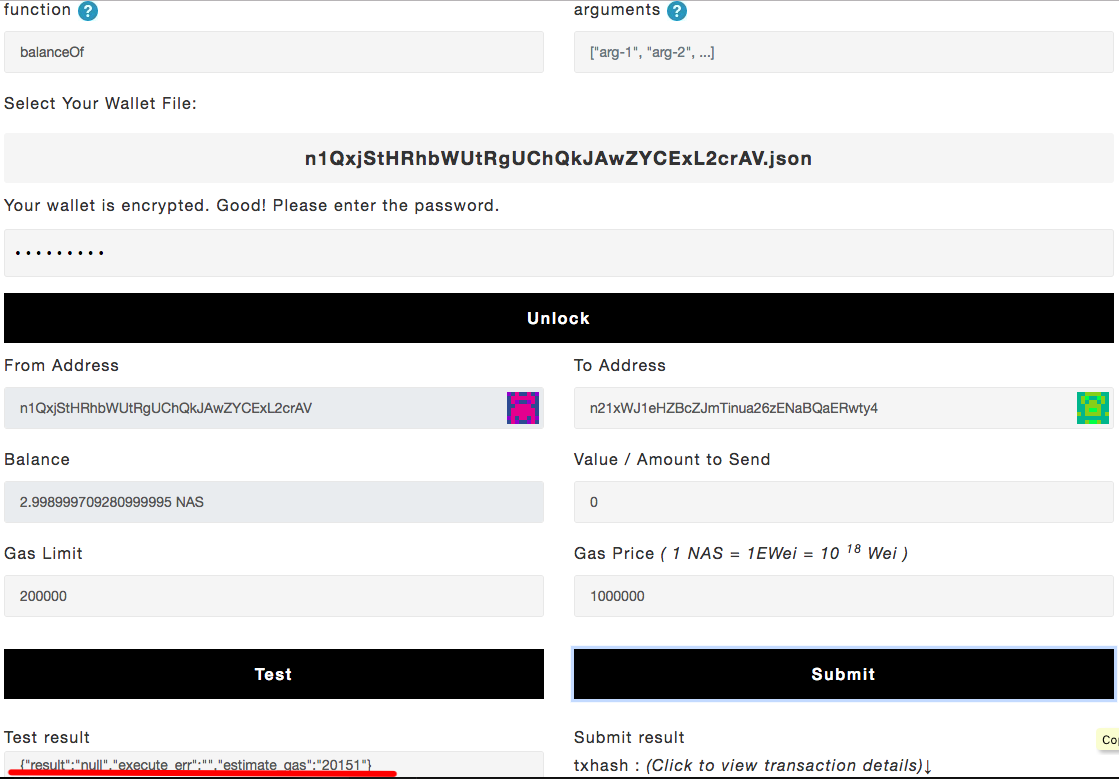 function ?
arguments ?
balanceOf
["arg-1", "arg-2", ...]
Select Your Wallet File:
n1QxjStHRhbWUtRgUChQkJAwZYCExL2crAV.json
Your wallet is encrypted. Good! Please enter the password.
•••••••••
Unlock
From Address
To Address
n1QxjStHRhbWUtRgUChQkJAwZYCExL2crAV
n21xWJ1eHZBcZJmTinua26zENaBQaERwty4
Balance
Value / Amount to Send
2.998999709280999995 NAS
0
Gas Limit
Gas Price ( 1 NAS = 1EWei = 10 18 Wei )
200000
1000000
Test
Submit
Test result
Submit result
Cop
{"result":"null","execute_err":"","estimate_gas":"20151"}
txhash : (Click to view transaction details)↓